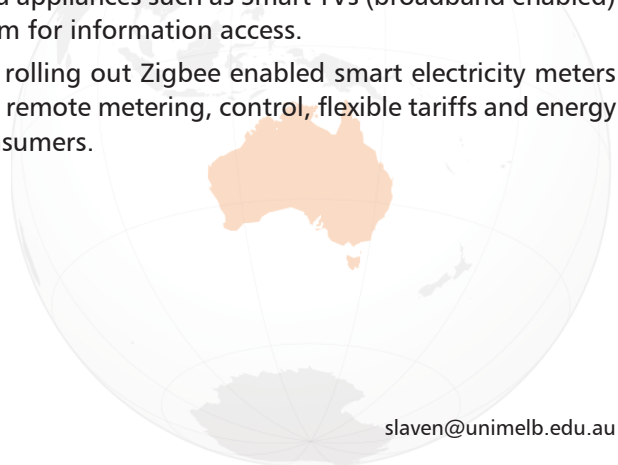 appliances such as Smart TVs (broadband enabled)
for information access.
rolling out Zigbee enabled smart electricity meters
remote metering, control, flexible tariffs and energy
slaven@unimelb.edu.au